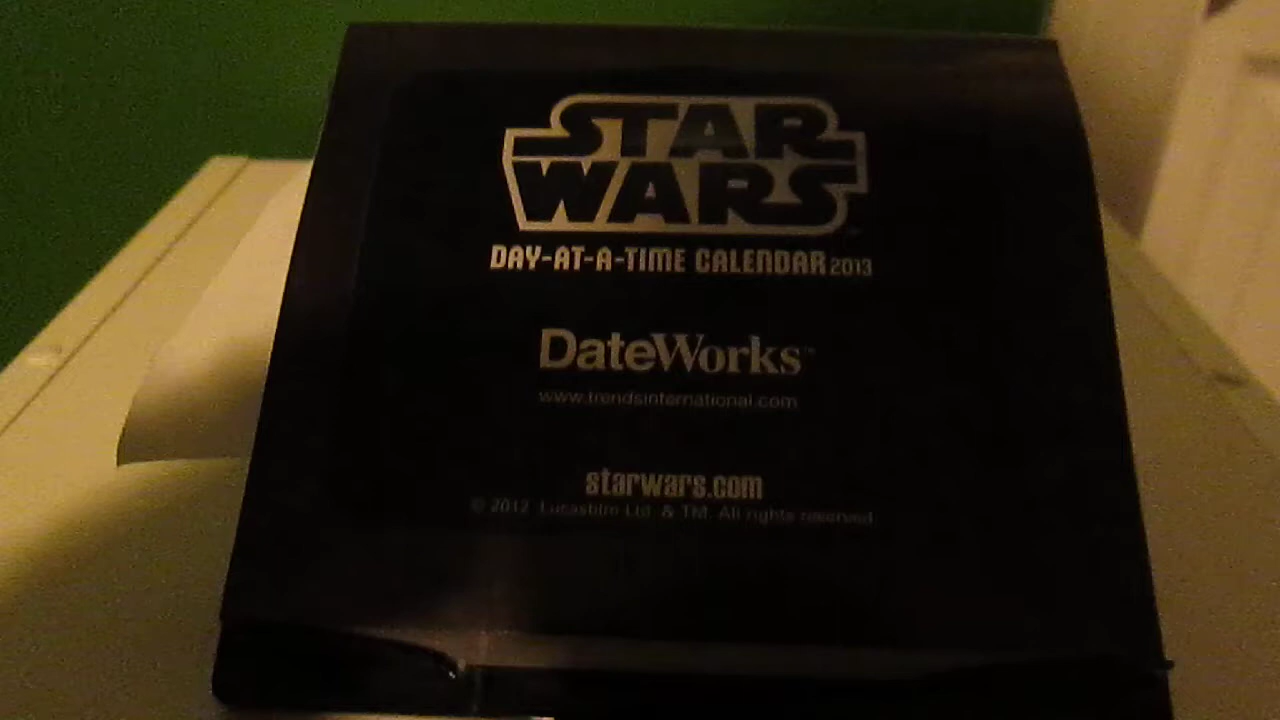 STAR
WARS
DAY-AT-A-TIME CALENDAR 2013
DateWorks™
www.trendsinternational.com
starwars.com
© 2012 Lucasfilm Ltd. & TM. All rights reserved.